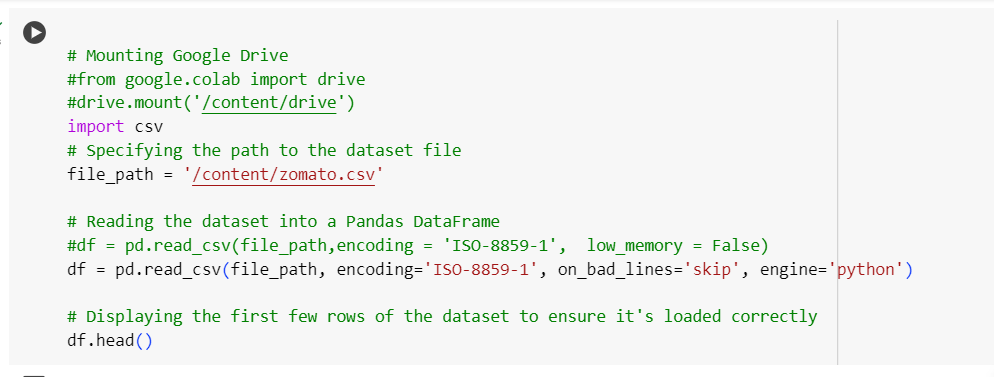 # Mounting Google Drive
#from google.colab import drive
#drive.mount('/content/drive')
import csv
# Specifying the path to the dataset file
file_path = '/content/zomato.csv'
# Reading the dataset into a Pandas DataFrame
#df = pd.read_csv(file_path,encoding = 'ISO-8859-1',  low_memory = False)
df = pd.read_csv(file_path, encoding='ISO-8859-1', on_bad_lines='skip', engine='python')
# Displaying the first few rows of the dataset to ensure it's loaded correctly
df.head()